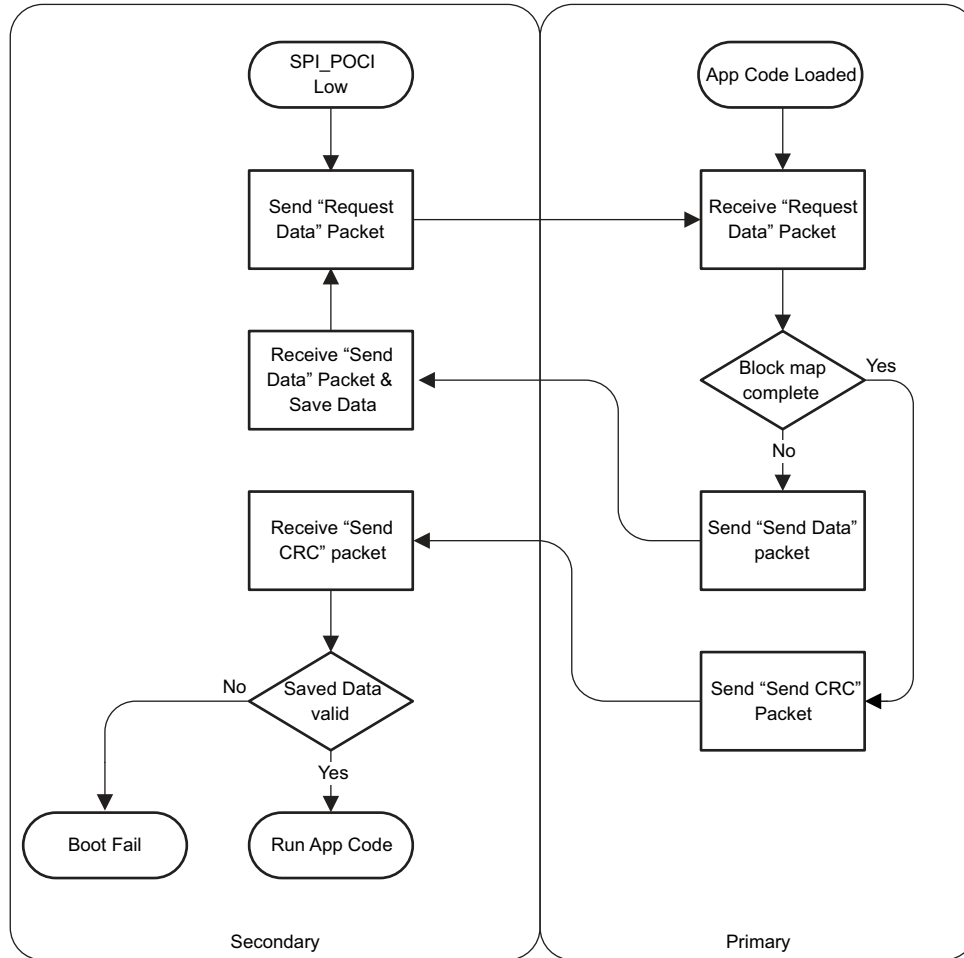 SPI_POCI
Low
App Code Loaded
Send “Request
Data” Packet
Receive “Request
Data” Packet
Receive “Send
Data” Packet &
Save Data
Block map
complete
Yes
No
Receive “Send
CRC” packet
Send “Send Data”
packet
Saved Data
valid
No
Yes
Send “Send CRC”
Packet
Boot Fail
Run App Code
Secondary
Primary